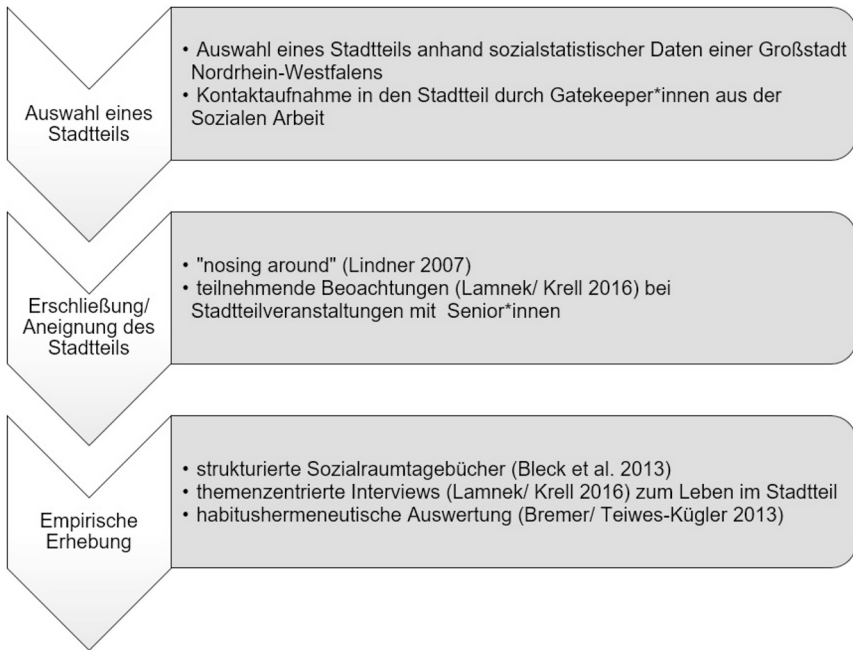 Auswahl eines
Stadtteils
• Auswahl eines Stadtteils anhand sozialstatistischer Daten einer Großstadt
Nordrhein-Westfalens
• Kontaktaufnahme in den Stadtteil durch Gatekeeper*innen aus der
Sozialen Arbeit
Erschließung/
Aneignung des
Stadtteils
• "nosing around" (Lindner 2007)
• teilnehmende Beoachtungen (Lamnek/ Krell 2016) bei
Stadtteilveranstaltungen mit Senior*innen
Empirische
Erhebung
• strukturierte Sozialraumtagebücher (Bleck et al. 2013)
• themenzentrierte Interviews (Lamnek/ Krell 2016) zum Leben im Stadtteil
• habitushermeneutische Auswertung (Bremer/ Teiwes-Kügler 2013)